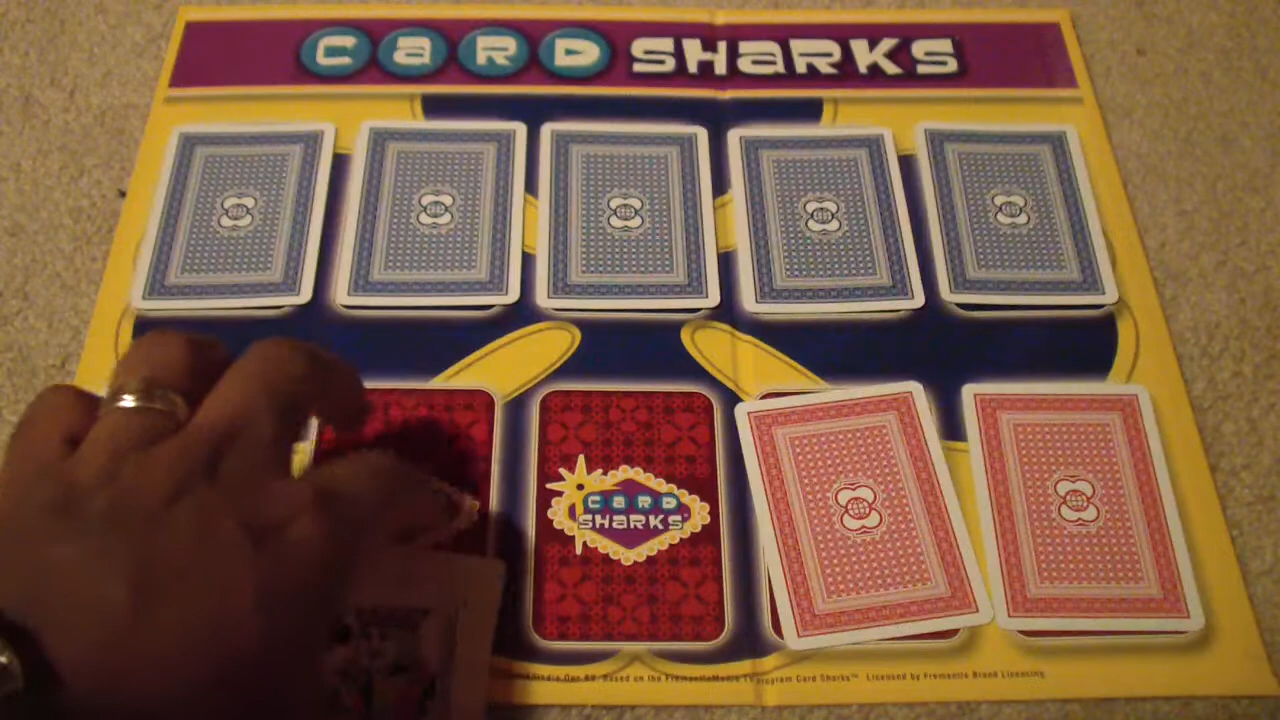 CARD SHARKS
CARD
SHARKS
Based on the FremantleMedia program Card Sharks™ Licensed by Fremantle Brand Licensing